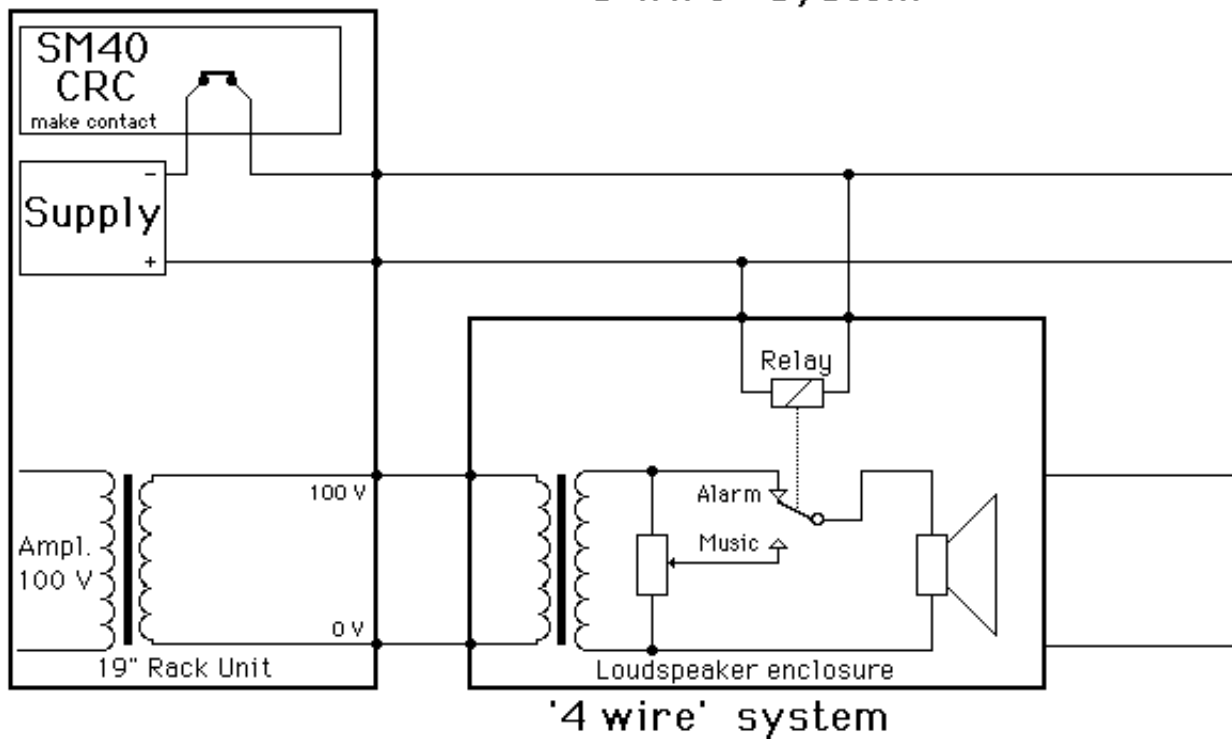 SM40
CRC
make contact
−
Supply
+
Relay
100 V
Alarm
Ampl.
100 V
Music
0 V
19" Rack Unit
Loudspeaker enclosure
'4 wire' system